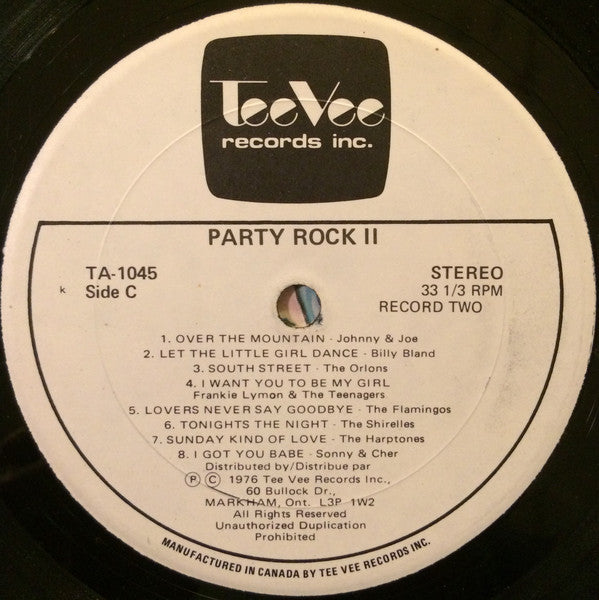 TeeVee
records inc.
PARTY ROCK II
TA-1045
STEREO
k Side C
33 1/3 RPM
RECORD TWO
1. OVER THE MOUNTAIN - Johnny & Joe
2. LET THE LITTLE GIRL DANCE - Billy Bland
3. SOUTH STREET - The Orlons
4. I WANT YOU TO BE MY GIRL
Frankie Lymon & The Teenagers
5. LOVERS NEVER SAY GOODBYE - The Flamingos
6. TONIGHTS THE NIGHT - The Shirelles
7. SUNDAY KIND OF LOVE - The Harptones
8. I GOT YOU BABE - Sonny & Cher
Distributed by/Distribue par
Ⓟ Ⓒ 1976 Tee Vee Records Inc.,
60 Bullock Dr.,
MARKHAM, Ont. L3P 1W2
All Rights Reserved
Unauthorized Duplication
Prohibited
MANUFACTURED IN CANADA BY TEE VEE RECORDS INC.